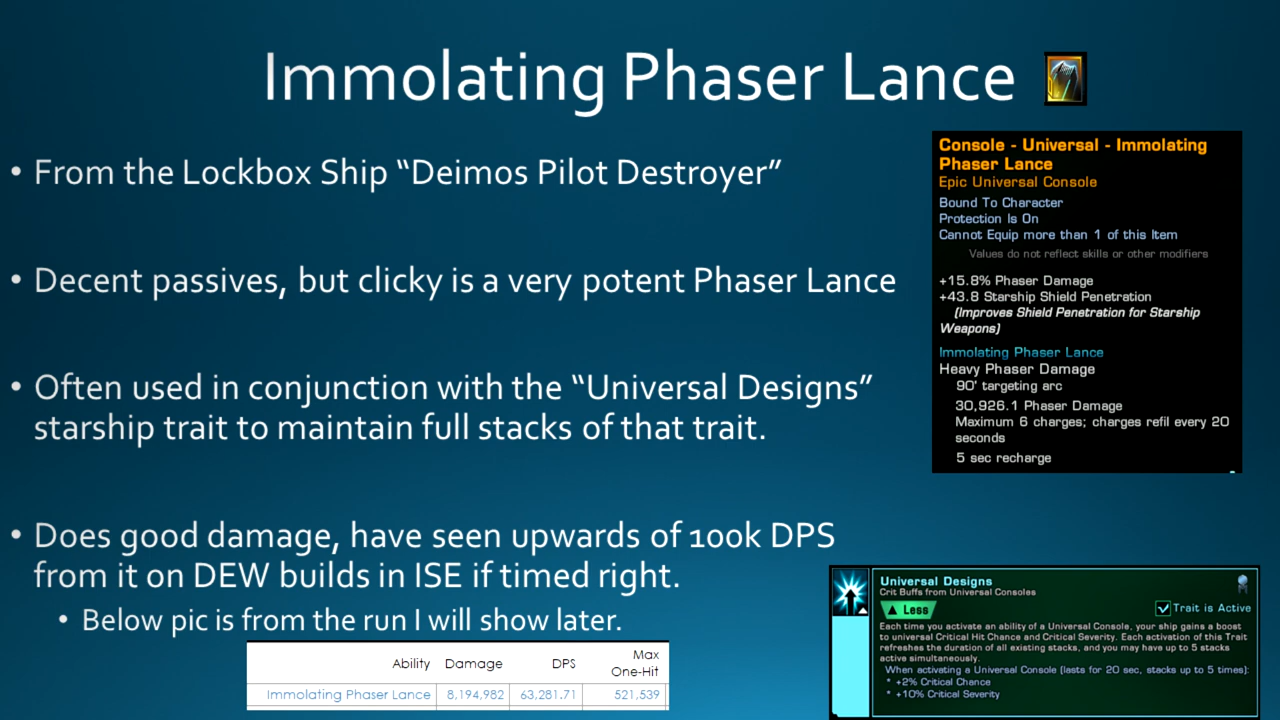 Immolating Phaser Lance
• From the Lockbox Ship “Deimos Pilot Destroyer”
• Decent passives, but clicky is a very potent Phaser Lance
• Often used in conjunction with the “Universal Designs”
starship trait to maintain full stacks of that trait.
• Does good damage, have seen upwards of 100k DPS
from it on DEW builds in ISE if timed right.
• Below pic is from the run I will show later.
Ability Damage DPS Max
One-Hit
Immolating Phaser Lance 8,194,982 63,281.71 521,539
Console - Universal - Immolating
Phaser Lance
Epic Universal Console
Bound To Character
Protection Is On
Cannot Equip more than 1 of this Item
Values do not reflect skills or other modifiers
+15.8% Phaser Damage
+43.8 Starship Shield Penetration
(Improves Shield Penetration for Starship
Weapons)
Immolating Phaser Lance
Heavy Phaser Damage
90' targeting arc
30,926.1 Phaser Damage
Maximum 6 charges; charges refil every 20
seconds
5 sec recharge
Universal Designs
Crit Buffs from Universal Consoles
▲ Less
Trait is Active
Each time you activate an ability of a Universal Console, your ship gains a boost
to universal Critical Hit Chance and Critical Severity. Each activation of this Trait
refreshes the duration of all existing stacks, and you may have up to 5 stacks
active simultaneously.
When activating a Universal Console (lasts for 20 sec, stacks up to 5 times):
* +2% Critical Chance
* +10% Critical Severity